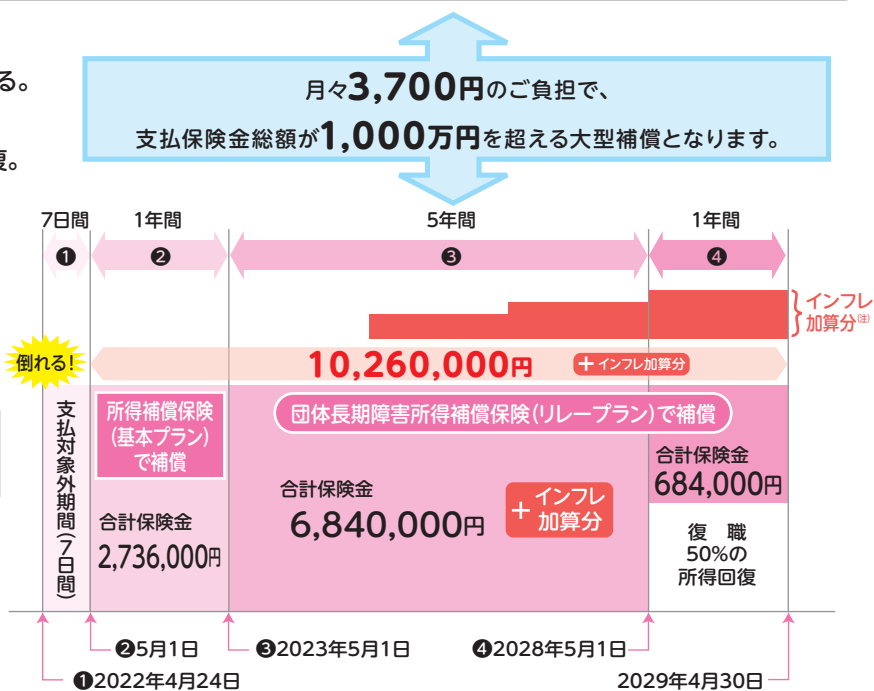 る。
復。
月々3,700円のご負担で、
支払保険金総額が1,000万円を超える大型補償となります。
7日間
1年間
5年間
1年間
❶
❷
❸
❹
インフレ
加算分(注)
倒れる!
10,260,000円
+インフレ加算分
支払対象外期間(7日間)
所得補償保険
(基本プラン)
で補償
合計保険金
2,736,000円
団体長期障害所得補償保険(リレープラン)で補償
合計保険金
6,840,000円
+インフレ
加算分
合計保険金
684,000円
復 職
50%の
所得回復
❷5月1日
❸2023年5月1日
❹2028年5月1日
❶2022年4月24日
2029年4月30日